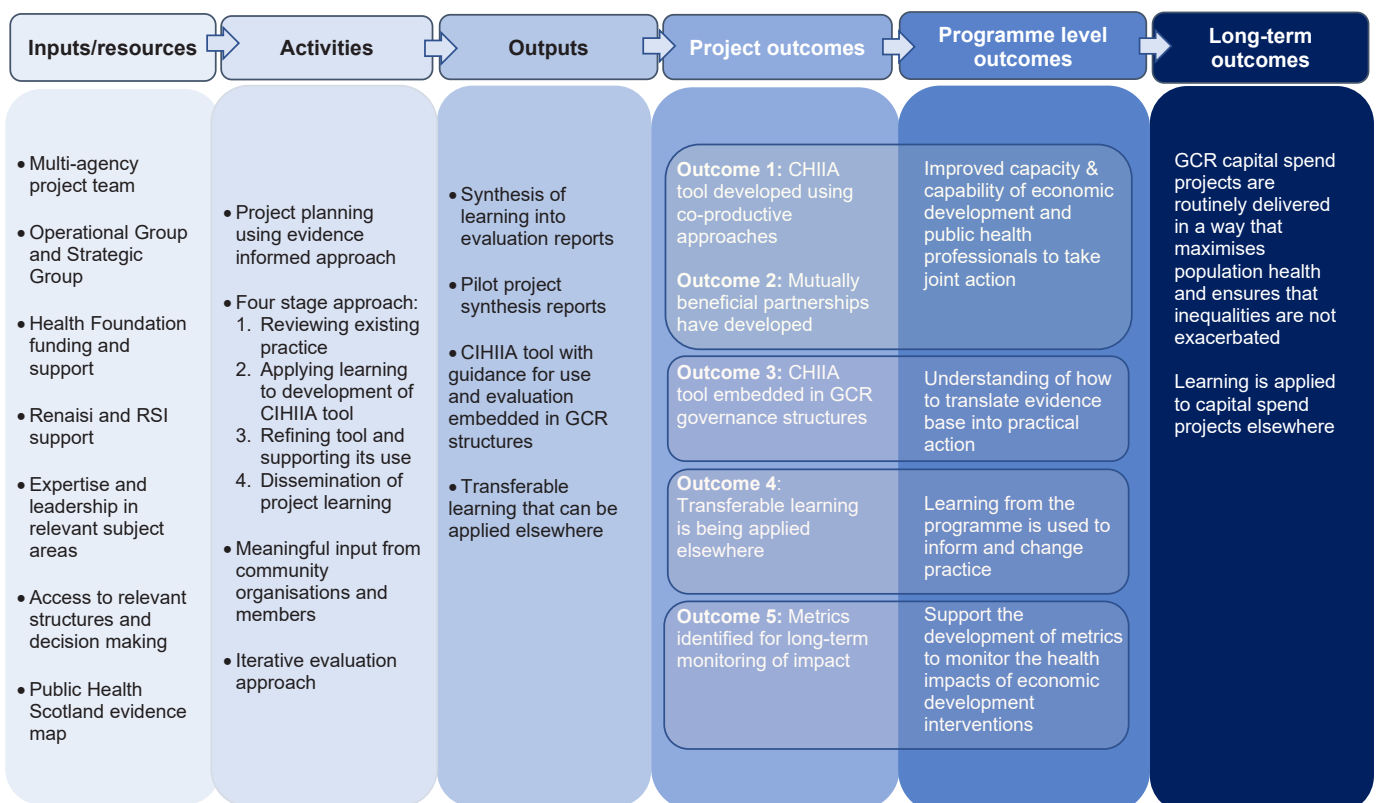 Inputs/resources
Activities
Outputs
Project outcomes
Programme level
outcomes
Long-term
outcomes
• Multi-agency
project team
• Operational Group
and Strategic
Group
• Health Foundation
funding and
support
• Renaisi and RSI
support
• Expertise and
leadership in
relevant subject
areas
• Access to relevant
structures and
decision making
• Public Health
Scotland evidence
map
• Project planning
using evidence
informed approach
• Four stage approach:
1. Reviewing existing
practice
2. Applying learning
to development of
CIHIIA tool
3. Refining tool and
supporting its use
4. Dissemination of
project learning
• Meaningful input from
community
organisations and
members
• Iterative evaluation
approach
• Synthesis of
learning into
evaluation reports
• Pilot project
synthesis reports
• CIHIIA tool with
guidance for use
and evaluation
embedded in GCR
structures
• Transferable
learning that can be
applied elsewhere
Outcome 1: CHIIA
tool developed using
co-productive
approaches
Outcome 2: Mutually
beneficial partnerships
have developed
Improved capacity &
capability of economic
development and
public health
professionals to take
joint action
Outcome 3: CHIIA
tool embedded in GCR
governance structures
Understanding of how
to translate evidence
base into practical
action
Outcome 4:
Transferable learning
is being applied
elsewhere
Learning from the
programme is used to
inform and change
practice
Outcome 5: Metrics
identified for long-term
monitoring of impact
Support the
development of metrics
to monitor the health
impacts of economic
development
interventions
GCR capital spend
projects are
routinely delivered
in a way that
maximises
population health
and ensures that
inequalities are not
exacerbated
Learning is applied
to capital spend
projects elsewhere